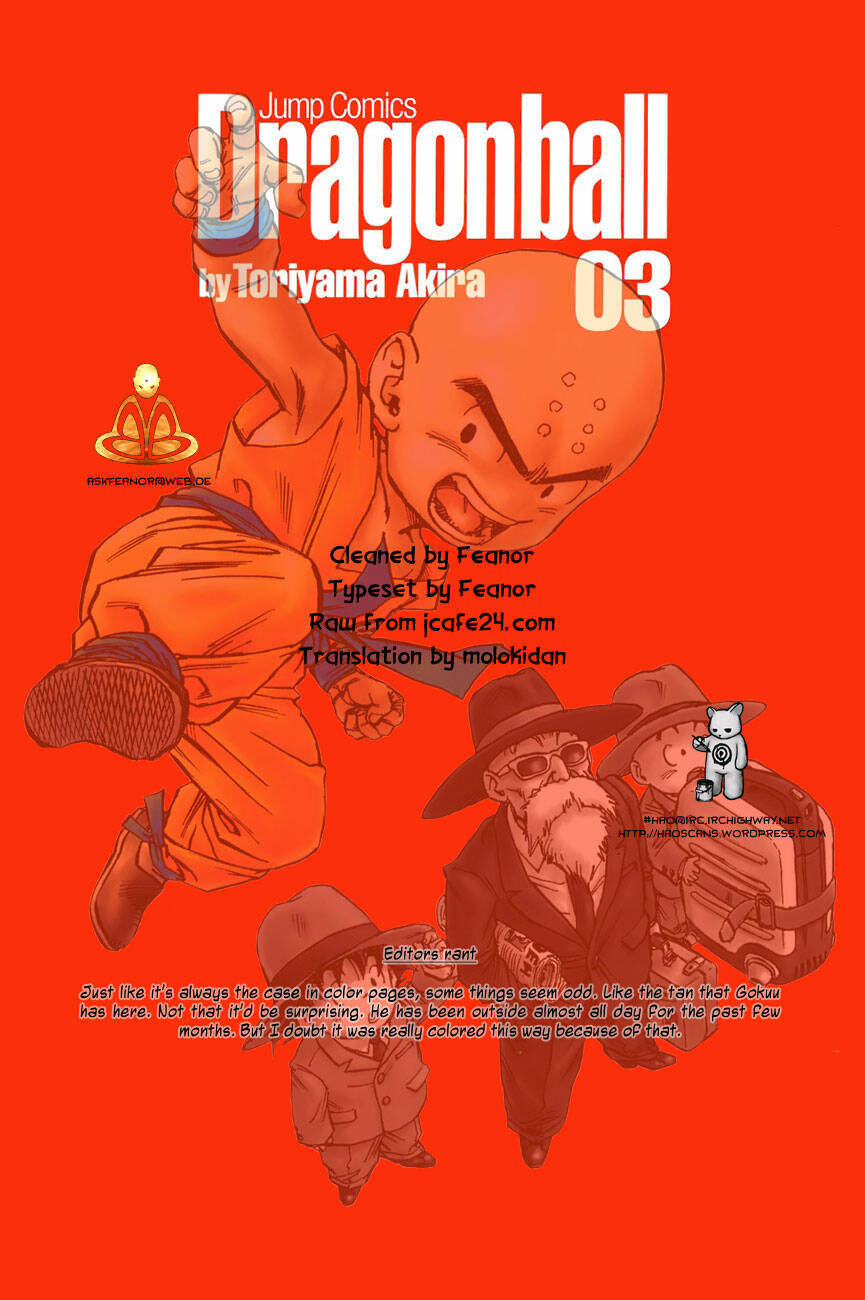 Jump Comics
Dragonball
by Toriyama Akira
03
ASKFEANOR@WEB.DE
Cleaned by Feanor
Typeset by Feanor
Raw from jcafe24.com
Translation by molokidan
#HAO@IRC.IRCHIGHWAY.NET
HTTP://HAOSCANS.WORDPRESS.COM
Editors rant
Just like it's always the case in color pages, some things seem odd. Like the tan that Gokuu
has here. Not that it'd be surprising. He has been outside almost all day for the past few
months. But I doubt it was really colored this way because of that.